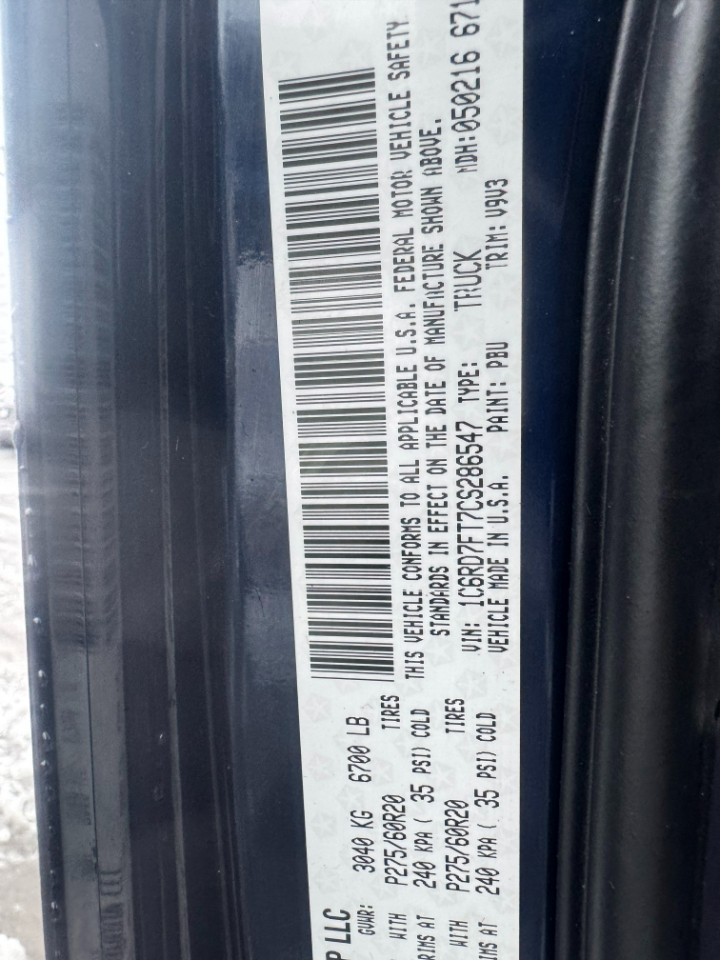 P LLC
GVWR: 3040 KG 6700 LB
WITH P275/60R20 TIRES
RIMS AT 240 KPA ( 35 PSI) COLD
WITH P275/60R20 TIRES
IMS AT 240 KPA ( 35 PSI) COLD
THIS VEHICLE CONFORMS TO ALL APPLICABLE U.S.A. FEDERAL MOTOR VEHICLE SAFETY
STANDARDS IN EFFECT ON THE DATE OF MANUFACTURE SHOWN ABOVE.
VIN: 1C6RD7FT7CS286547 TYPE: TRUCK MDH:050216 671
VEHICLE MADE IN U.S.A. PAINT: PBU TRIM: V9V3